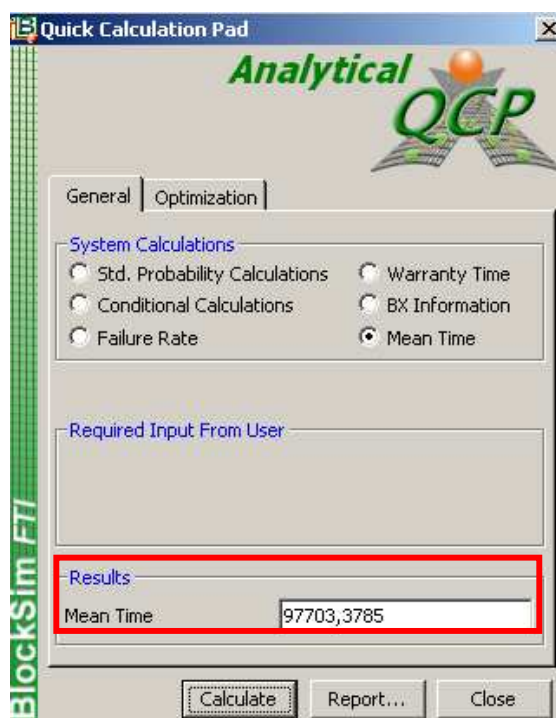 Quick Calculation Pad
Analytical
QCP
General
Optimization
System Calculations
Std. Probability Calculations
Warranty Time
Conditional Calculations
BX Information
Failure Rate
Mean Time
Required Input From User
Results
Mean Time
97703,3785
Calculate
Report...
Close
BlockSim FTI